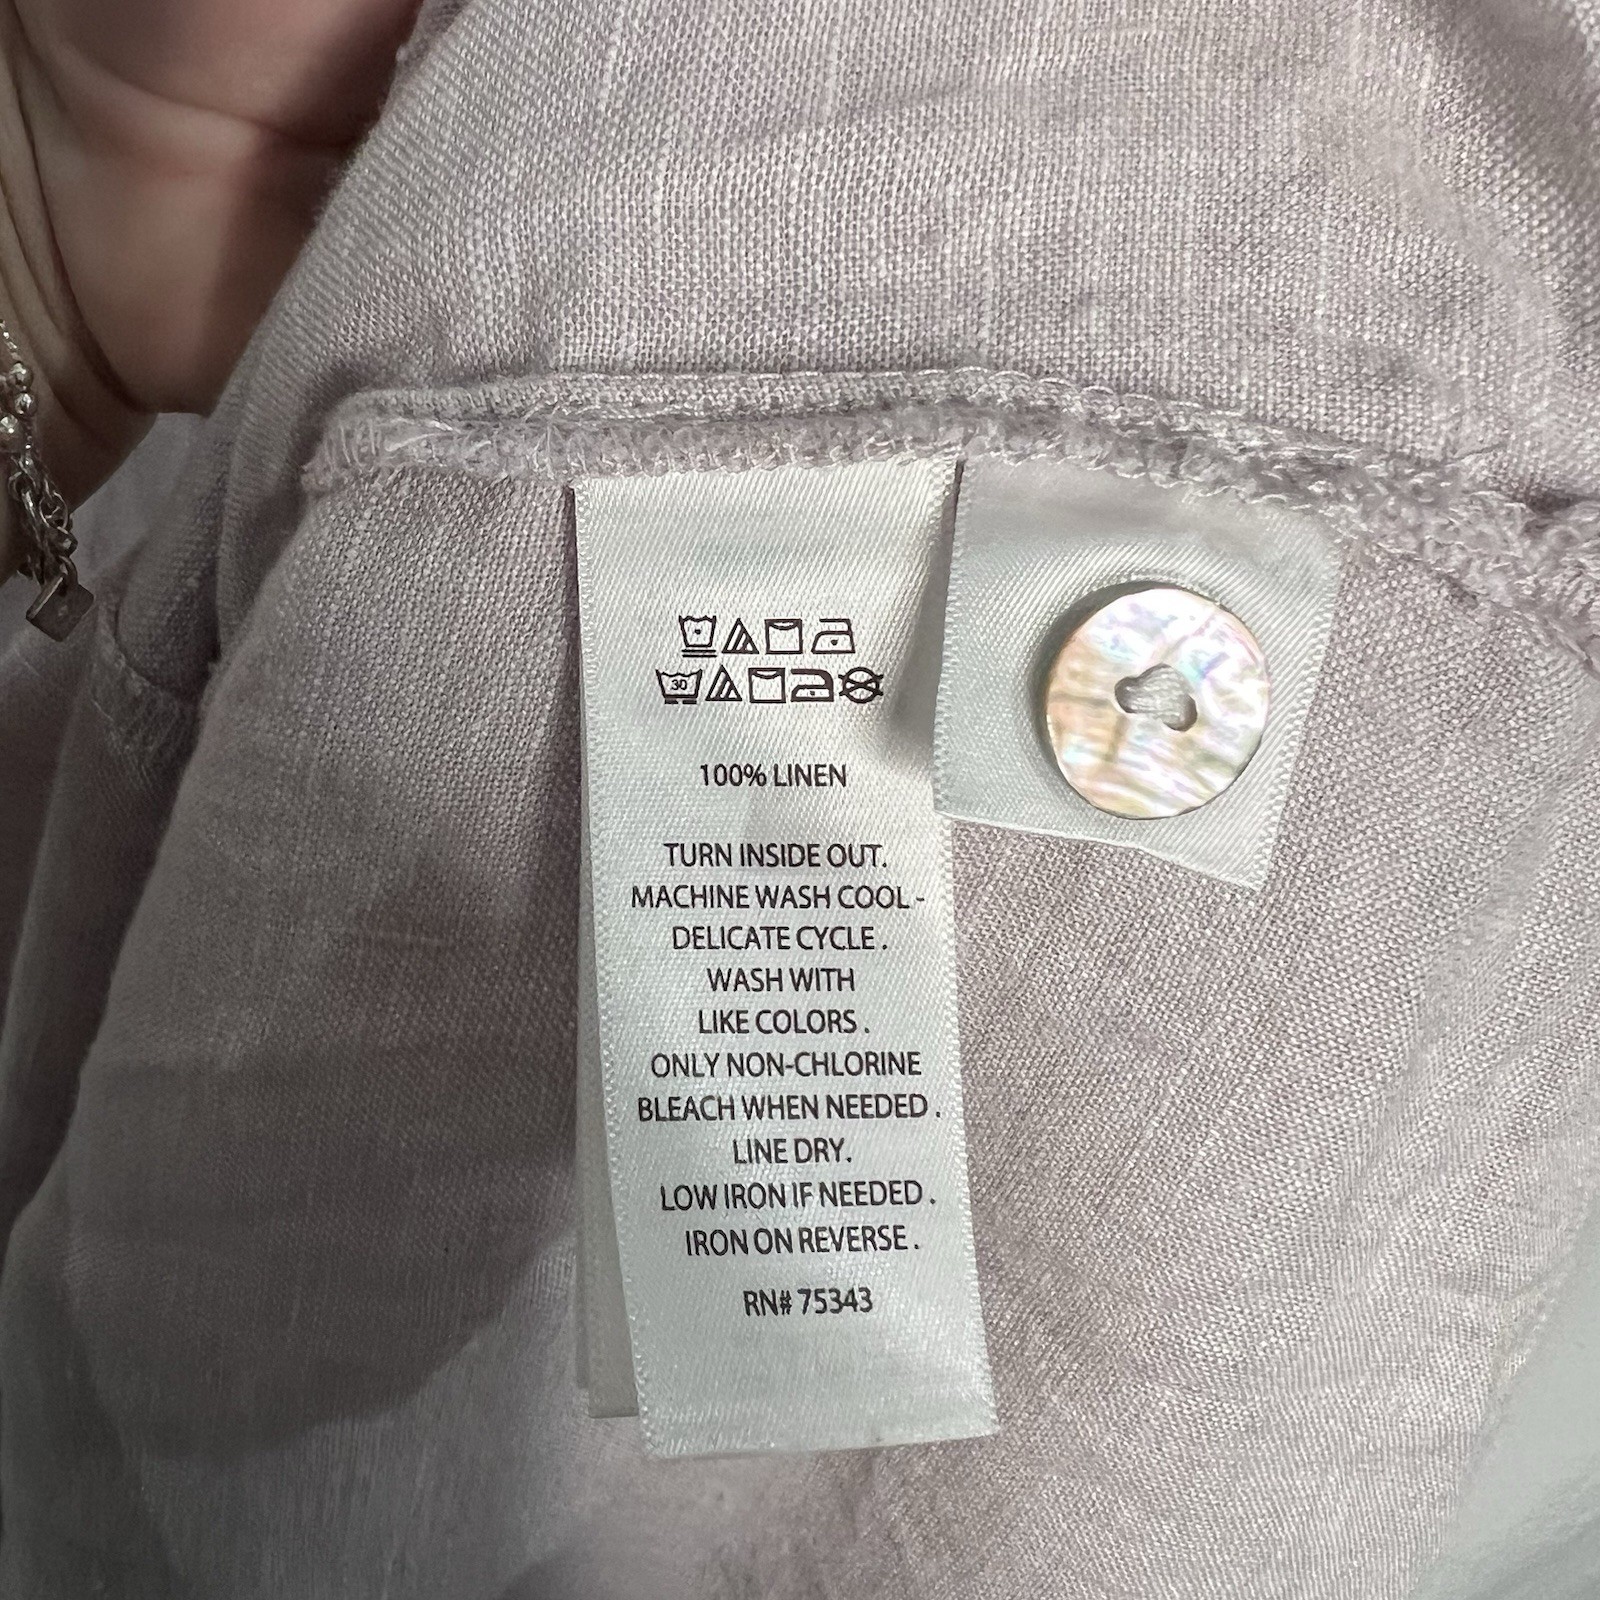 30
100% LINEN
TURN INSIDE OUT.
MACHINE WASH COOL -
DELICATE CYCLE .
WASH WITH
LIKE COLORS .
ONLY NON-CHLORINE
BLEACH WHEN NEEDED .
LINE DRY.
LOW IRON IF NEEDED .
IRON ON REVERSE .
RN# 75343